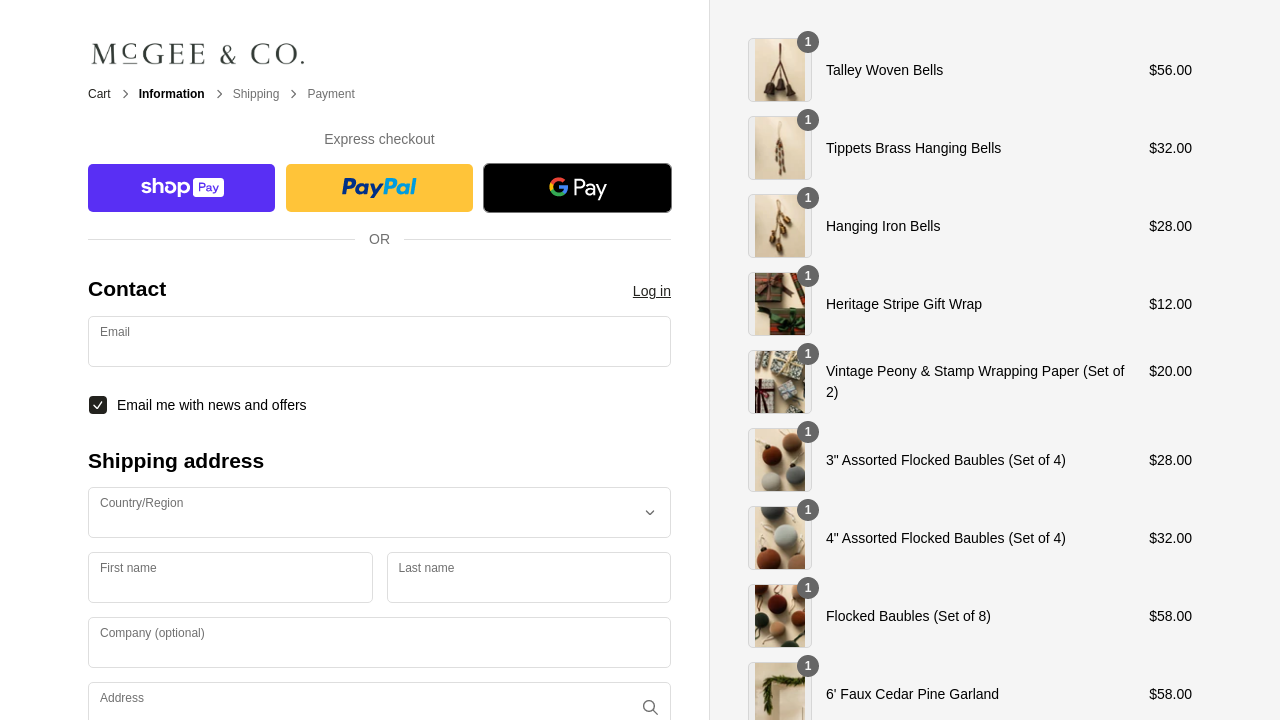 McGEE & CO.
Cart
Information
Shipping
Payment
Express checkout
shop Pay
PayPal
G Pay
OR
Contact
Log in
Email
Email me with news and offers
Shipping address
Country/Region
First name
Last name
Company (optional)
Address
1
Talley Woven Bells
$56.00
1
Tippets Brass Hanging Bells
$32.00
1
Hanging Iron Bells
$28.00
1
Heritage Stripe Gift Wrap
$12.00
1
Vintage Peony & Stamp Wrapping Paper (Set of
2)
$20.00
1
3" Assorted Flocked Baubles (Set of 4)
$28.00
1
4" Assorted Flocked Baubles (Set of 4)
$32.00
1
Flocked Baubles (Set of 8)
$58.00
1
6' Faux Cedar Pine Garland
$58.00